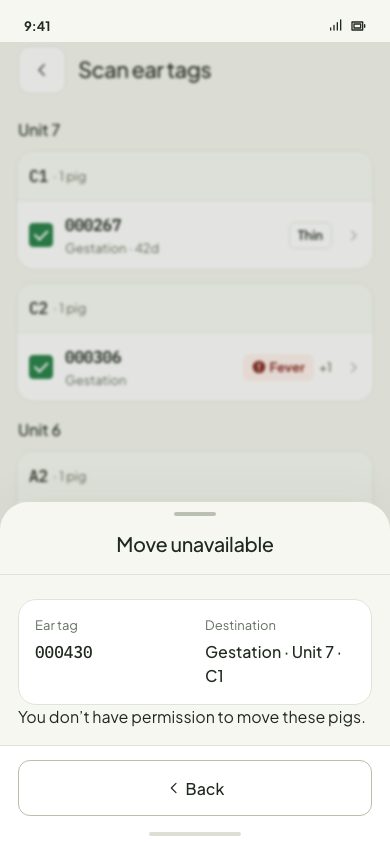 9:41
Scan ear tags
Unit 7
C1 · 1 pig
000267
Gestation · 42d
Thin
C2 · 1 pig
000306
Gestation
Fever +1
Unit 6
A2 · 1 pig
Move unavailable
Ear tag
000430
Destination
Gestation · Unit 7 ·
C1
You don't have permission to move these pigs.
Back